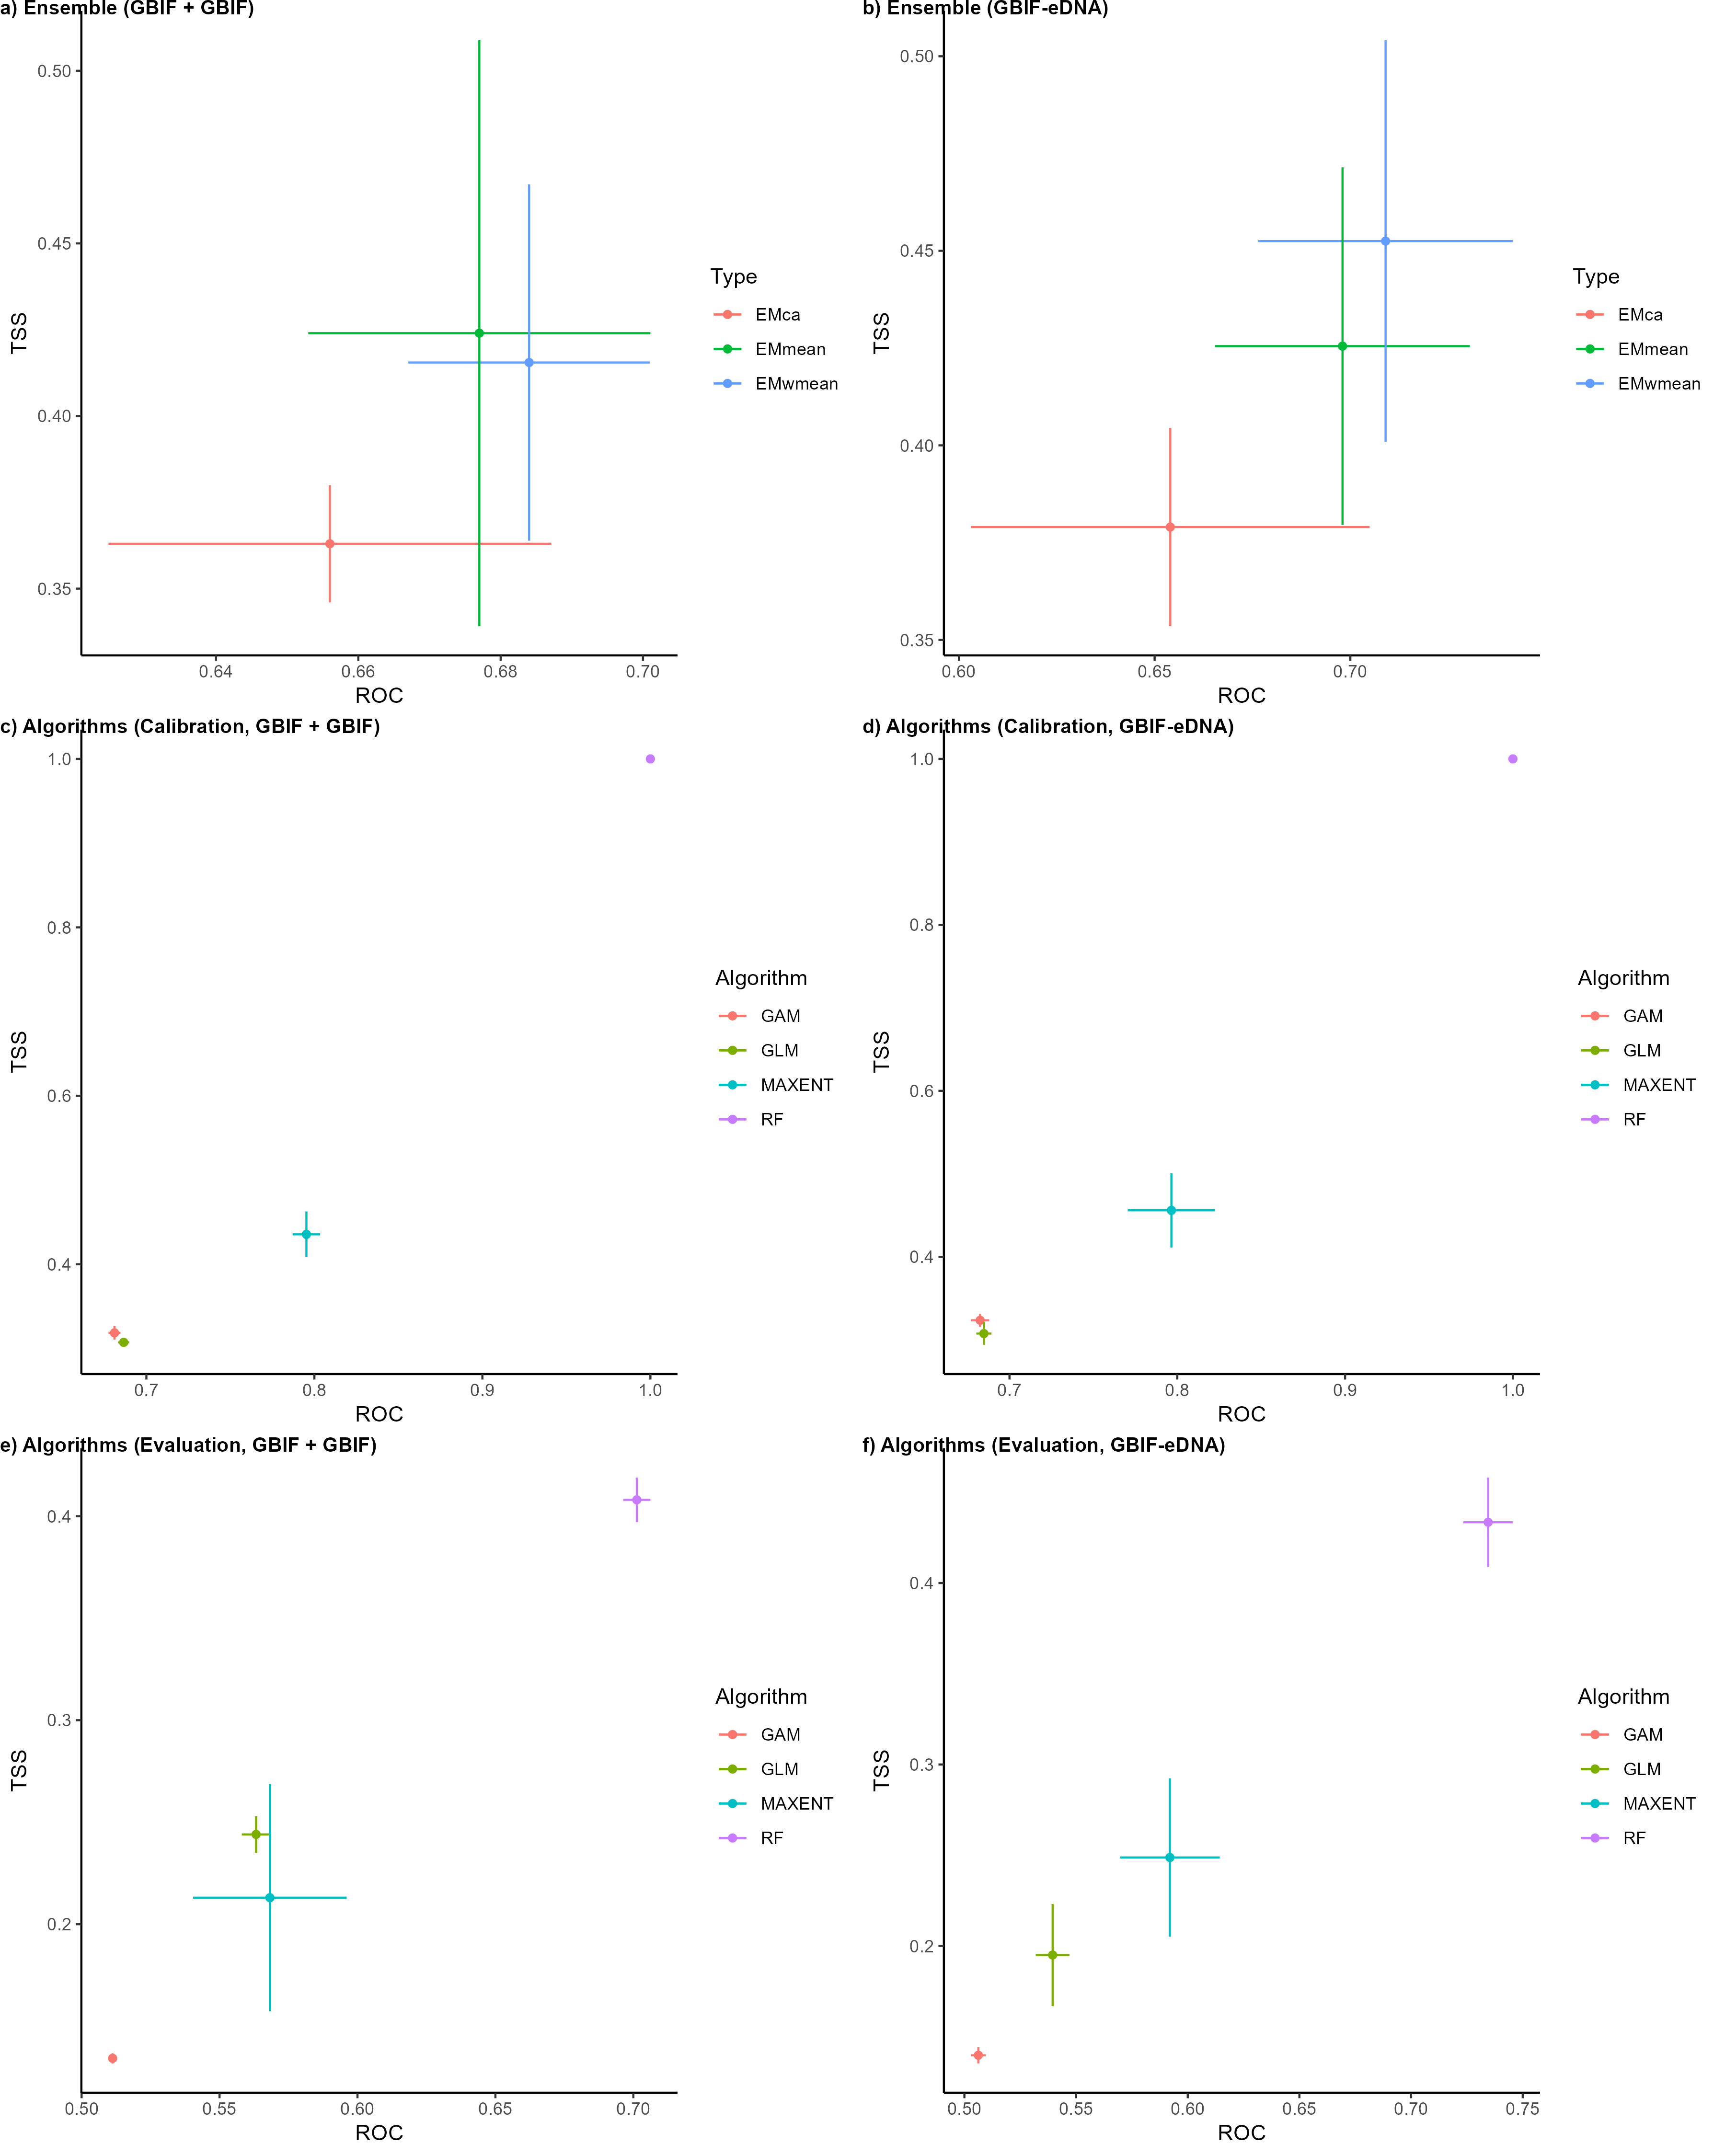 a) Ensemble (GBIF + GBIF)
TSS
0.50
0.45
0.40
0.35
0.64
0.66
0.68
0.70
ROC
Type
EMca
EMmean
EMwmean
b) Ensemble (GBIF-eDNA)
TSS
0.50
0.45
0.40
0.35
0.60
0.65
0.70
ROC
Type
EMca
EMmean
EMwmean
c) Algorithms (Calibration, GBIF + GBIF)
TSS
1.0
0.8
0.6
0.4
0.7
0.8
0.9
1.0
ROC
Algorithm
GAM
GLM
MAXENT
RF
d) Algorithms (Calibration, GBIF-eDNA)
TSS
1.0
0.8
0.6
0.4
0.7
0.8
0.9
1.0
ROC
Algorithm
GAM
GLM
MAXENT
RF
e) Algorithms (Evaluation, GBIF + GBIF)
TSS
0.4
0.3
0.2
0.50
0.55
0.60
0.65
0.70
ROC
Algorithm
GAM
GLM
MAXENT
RF
f) Algorithms (Evaluation, GBIF-eDNA)
TSS
0.4
0.3
0.2
0.50
0.55
0.60
0.65
0.70
0.75
ROC
Algorithm
GAM
GLM
MAXENT
RF